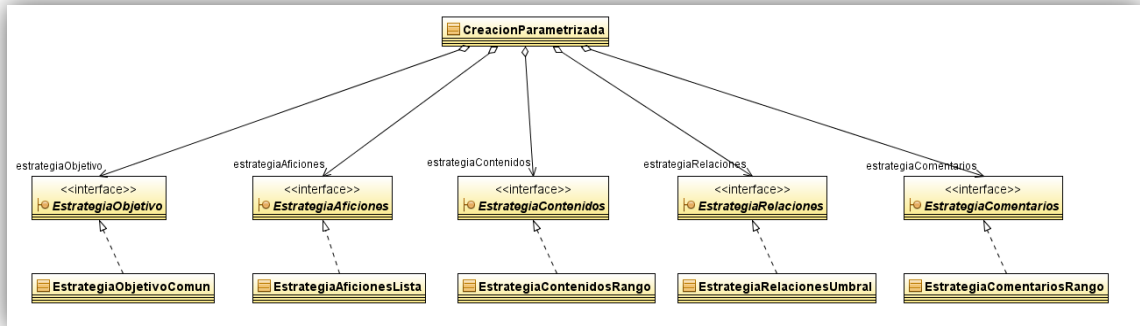 CreacionParametrizada
estrategiaObjetivo
estrategiaAficiones
estrategiaContenidos
estrategiaRelaciones
estrategiaComentarios
<<interface>>
EstrategiaObjetivo
<<interface>>
EstrategiaAficiones
<<interface>>
EstrategiaContenidos
<<interface>>
EstrategiaRelaciones
<<interface>>
EstrategiaComentarios
EstrategiaObjetivoComun
EstrategiaAficionesLista
EstrategiaContenidosRango
EstrategiaRelacionesUmbral
EstrategiaComentariosRango